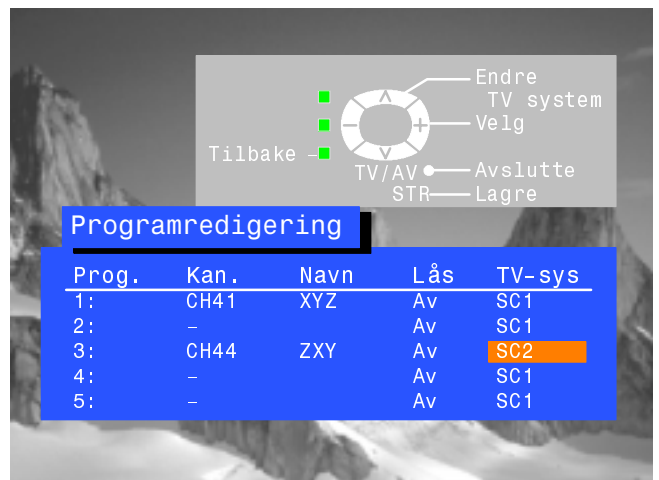 Endre
TV system
Velg
Tilbake
TV/AV Avslutte
STR Lagre
Programredigering
Prog. Kan. Navn Lås TV-sys
1: CH41 XYZ Av SC1
2: – Av SC1
3: CH44 ZXY Av SC2
4: – Av SC1
5: – Av SC1